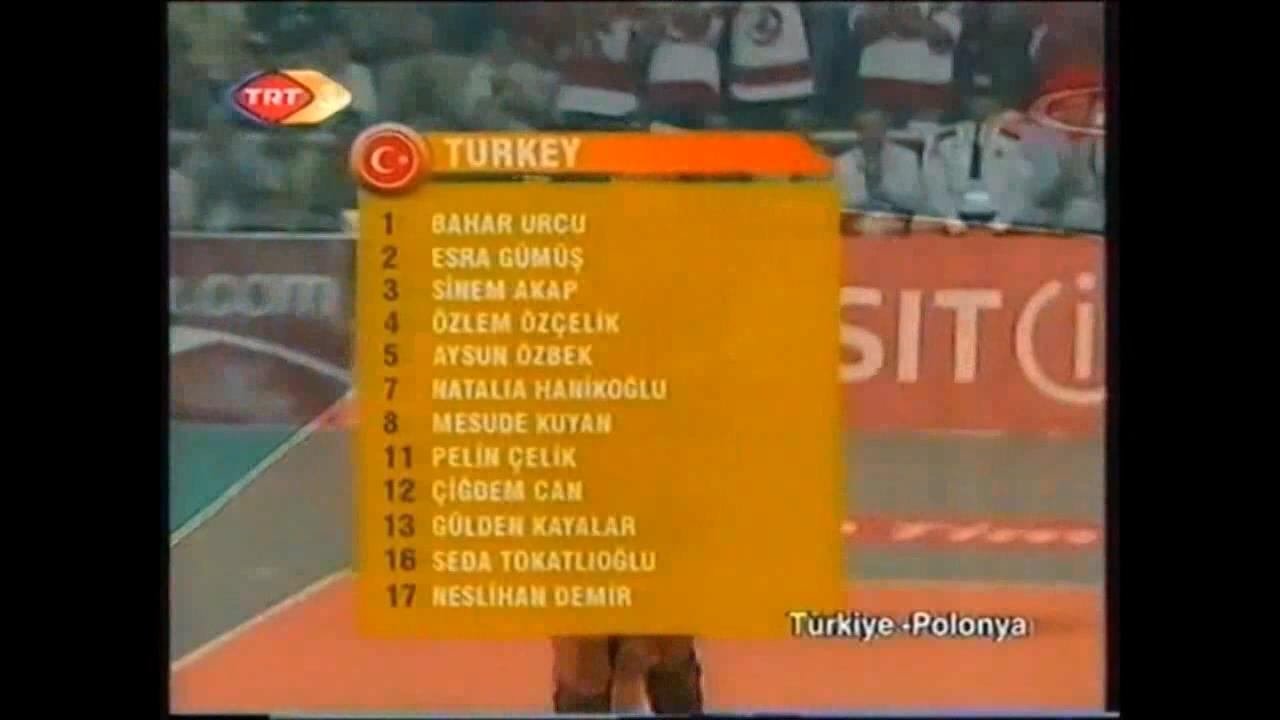 TRT
TURKEY
1 BAHAR URCU
2 ESRA GÜMÜŞ
3 SİNEM AKAP
4 ÖZLEM ÖZÇELİK
5 AYSUN ÖZBEK
7 NATALIA HANİKOĞLU
8 MESUDE KUYAN
11 PELİN ÇELİK
12 ÇİĞDEM CAN
13 GÜLDEN KAYALAR
16 SEDA TOKATLIOĞLU
17 NESLİHAN DEMİR
.com
SIT
Türkiye -Polonya